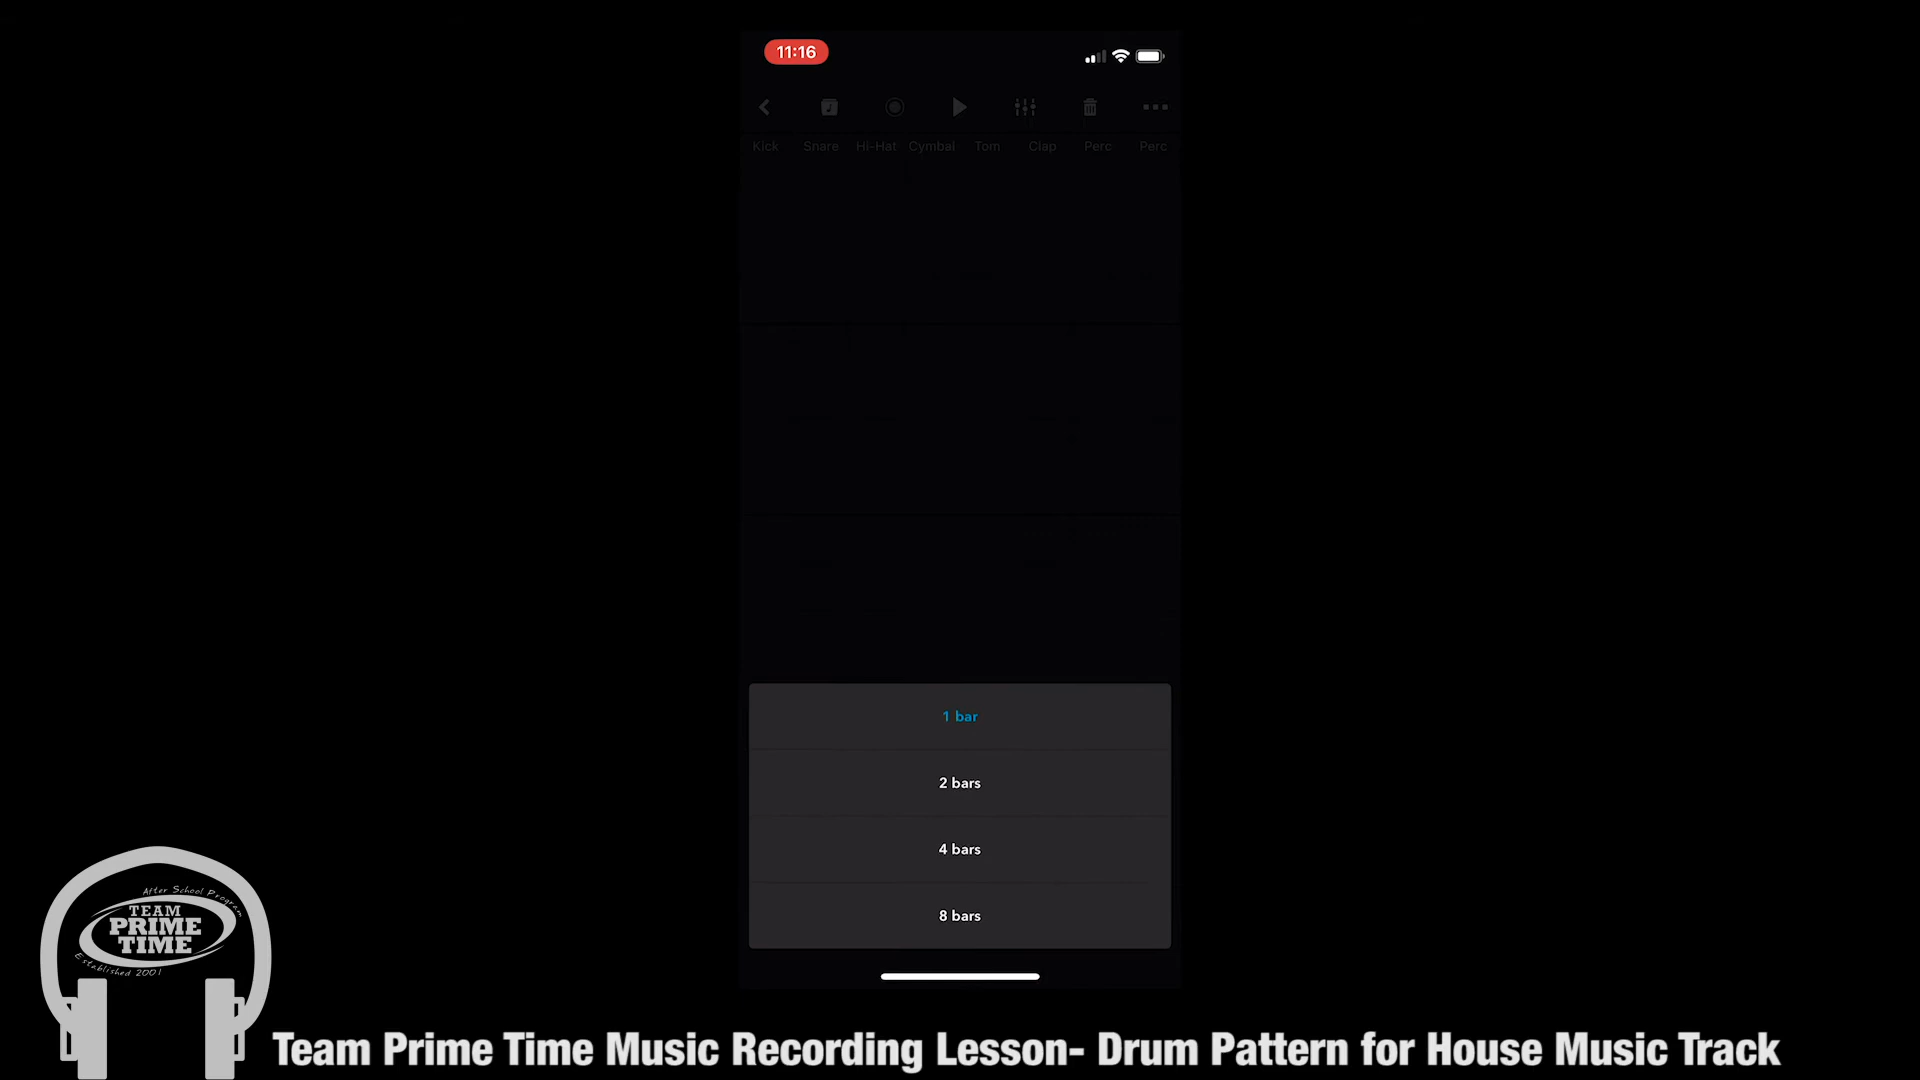 11:16
Kick Snare Hi-Hat Cymbal Tom Clap Perc Perc
1 bar
2 bars
4 bars
8 bars
After School Program
TEAM
PRIME
TIME
Established 2001
Team Prime Time Music Recording Lesson- Drum Pattern for House Music Track